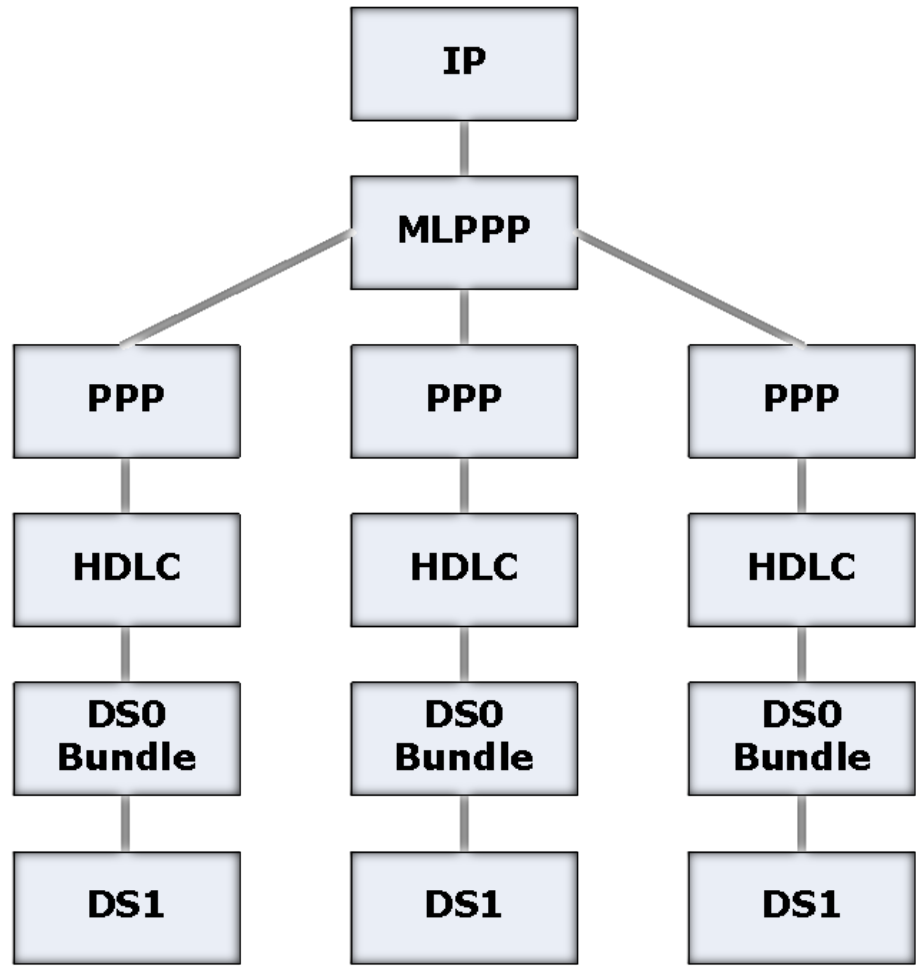 IP
MLPPP
PPP
PPP
PPP
HDLC
HDLC
HDLC
DS0
Bundle
DS0
Bundle
DS0
Bundle
DS1
DS1
DS1